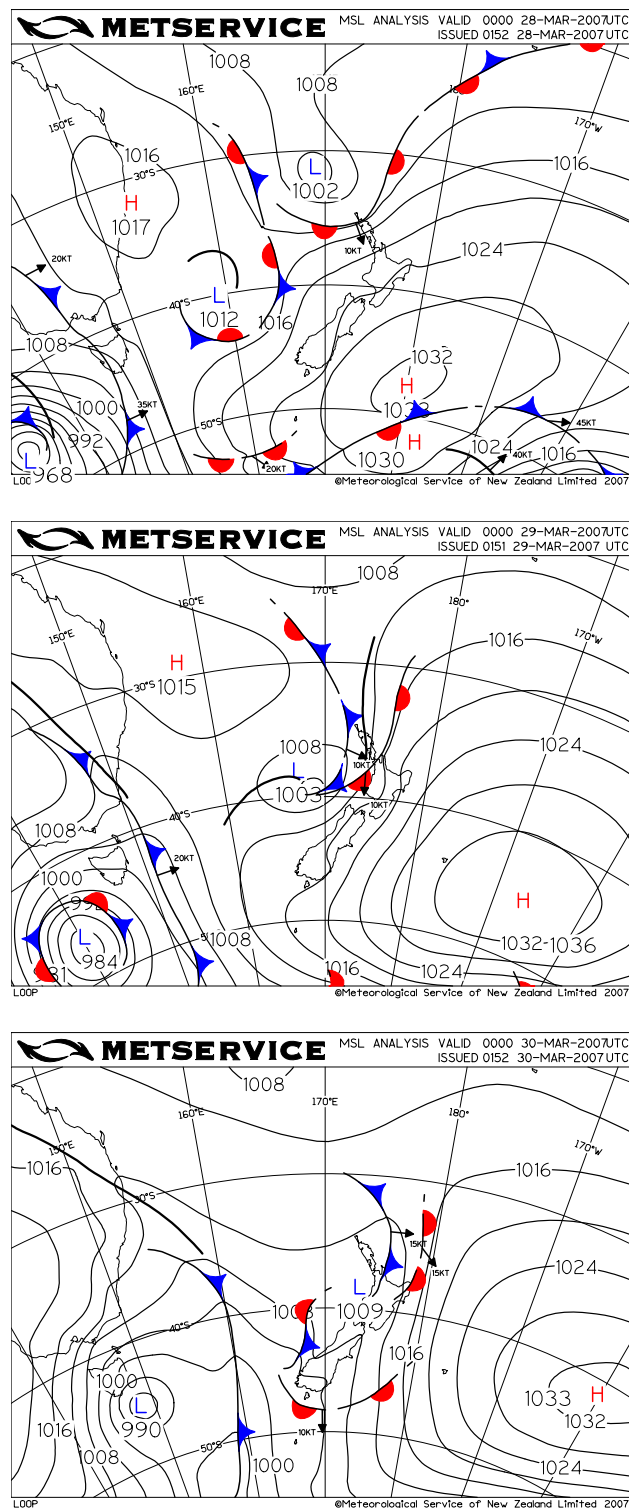 METSERVICE
MSL ANALYSIS VALID 0000 28-MAR-2007UTC
ISSUED 0152 28-MAR-2007 UTC
1008
160°E
1008
150°E
170°W
1016
1016
30°S
L
1002
H
1017
10KT
1024
20KT
40°S
L
1012
1016
1008
1032
H
1000
35KT
992
50°S
H
45KT
L
968
20KT
1030
1024
40KT
1016
©Meteorological Service of New Zealand Limited 2007
METSERVICE
MSL ANALYSIS VALID 0000 29-MAR-2007UTC
ISSUED 0151 29-MAR-2007 UTC
1008
170°E
160°E
180°
150°E
1016
H
1015
30°S
1008
1024
10KT
L
1003
10KT
40°S
1008
20KT
1000
H
L
984
1008
1032-1036
1016
1024
LOOP
©Meteorological Service of New Zealand Limited 2007
METSERVICE
MSL ANALYSIS VALID 0000 30-MAR-2007UTC
ISSUED 0152 30-MAR-2007UTC
1008
170°E
160°E
180°
150°E
170°W
1016
1016
30°S
15KT
15KT
1024
L
1009
40°S
1016
1000
L
990
H
1033
1032
1016
10KT
50°S
1008
1000
1024
LOOP
©Meteorological Service of New Zealand Limited 2007